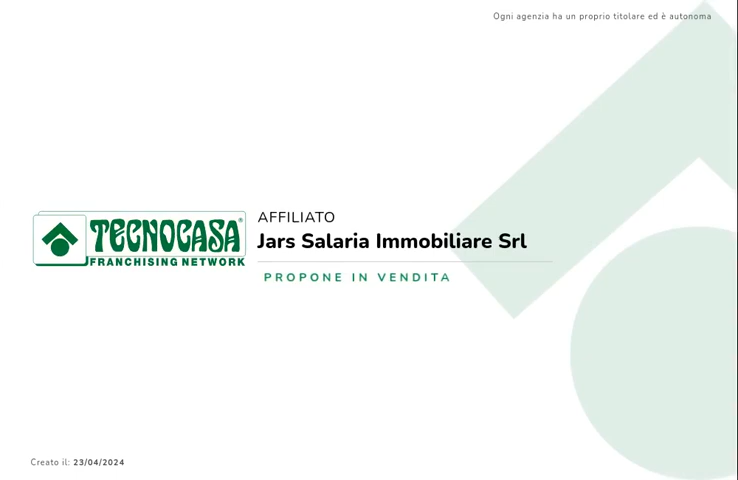 Ogni agenzia ha un proprio titolare ed è autonoma
TECNOCASA®
FRANCHISING NETWORK
AFFILIATO
Jars Salaria Immobiliare Srl
PROPONE IN VENDITA
Creato il: 23/04/2024